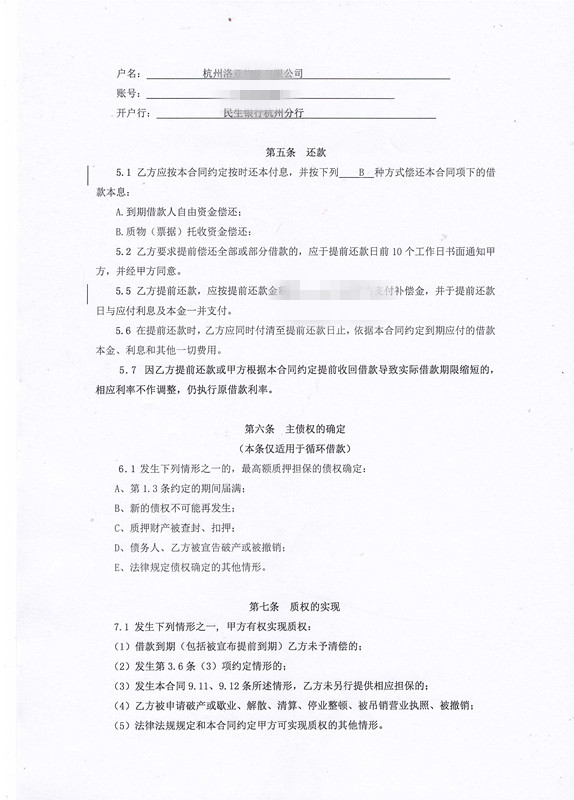 户名：杭州洛 公司
账号：
开户行：民生银行杭州分行
第五条 还款
5.1 乙方应按本合同约定按时还本付息，并按下列 B 种方式偿还本合同项下的借
款本息：
A.到期借款人自由资金偿还；
B.质物（票据）托收资金偿还；
5.2 乙方要求提前偿还全部或部分借款的，应于提前还款日前 10 个工作日书面通知甲
方，并经甲方同意。
5.5 乙方提前还款，应按提前还款金 支付补偿金，并于提前还款
日与应付利息及本金一并支付。
5.6 在提前还款时，乙方应同时付清至提前还款日止，依据本合同约定到期应付的借款
本金、利息和其他一切费用。
5.7 因乙方提前还款或甲方根据本合同约定提前收回借款导致实际借款期限缩短的，
相应利率不作调整，仍执行原借款利率。
第六条 主债权的确定
（本条仅适用于循环借款）
6.1 发生下列情形之一的，最高额质押担保的债权确定：
A、第 1.3 条约定的期间届满；
B、新的债权不可能再发生；
C、质押财产被查封、扣押；
D、债务人、乙方被宣告破产或被撤销；
E、法律规定债权确定的其他情形。
第七条 质权的实现
7.1 发生下列情形之一，甲方有权实现质权：
（1）借款到期（包括被宣布提前到期）乙方未予清偿的；
（2）发生第 3.6 条（3）项约定情形的；
（3）发生本合同 9.11、9.12 条所述情形，乙方未另行提供相应担保的；
（4）乙方被申请破产或歇业、解散、清算、停业整顿、被吊销营业执照、被撤销；
（5）法律法规规定和本合同约定甲方可实现质权的其他情形。